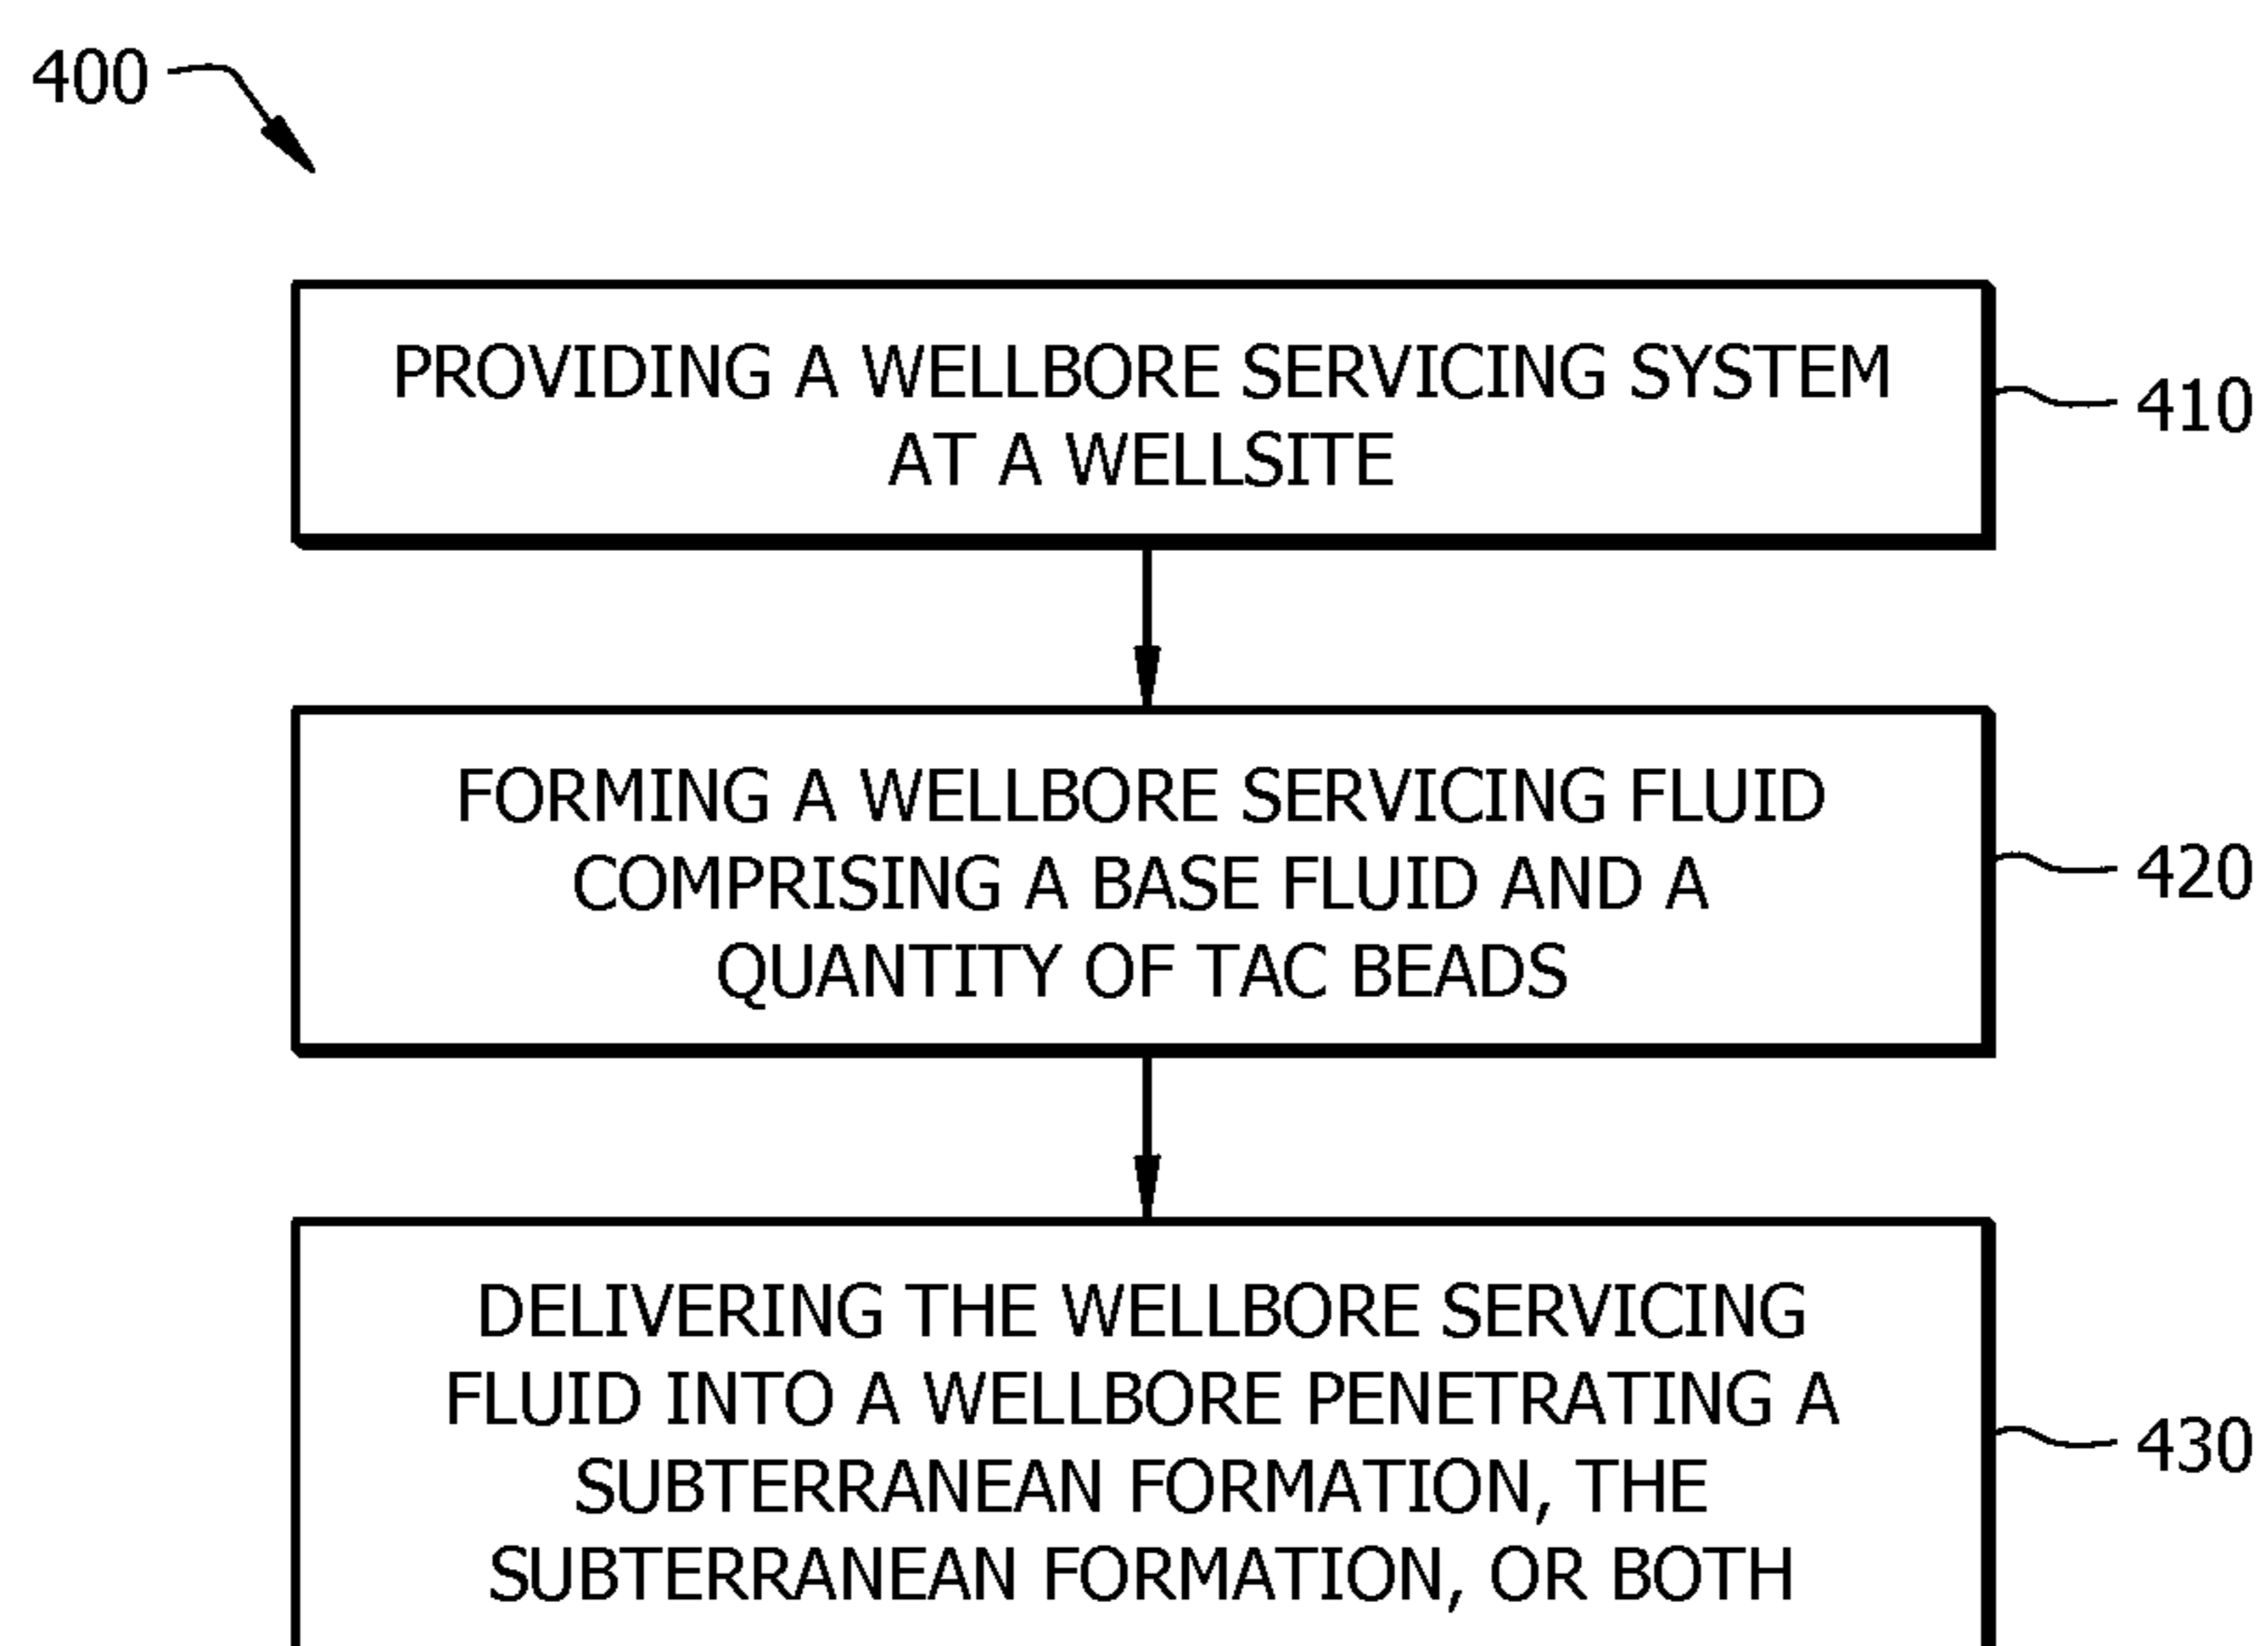 400
PROVIDING A WELLBORE SERVICING SYSTEM
AT A WELLSITE
410
FORMING A WELLBORE SERVICING FLUID
COMPRISING A BASE FLUID AND A
QUANTITY OF TAC BEADS
420
DELIVERING THE WELLBORE SERVICING
FLUID INTO A WELLBORE PENETRATING A
SUBTERRANEAN FORMATION, THE
SUBTERRANEAN FORMATION, OR BOTH
430